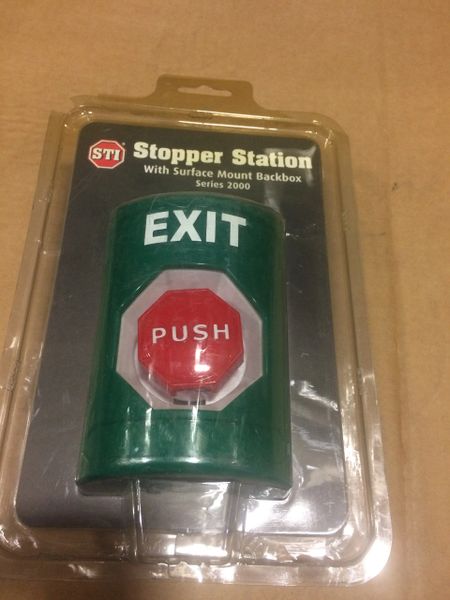 STI
Stopper Station
With Surface Mount Backbox
Series 2000
EXIT
PUSH